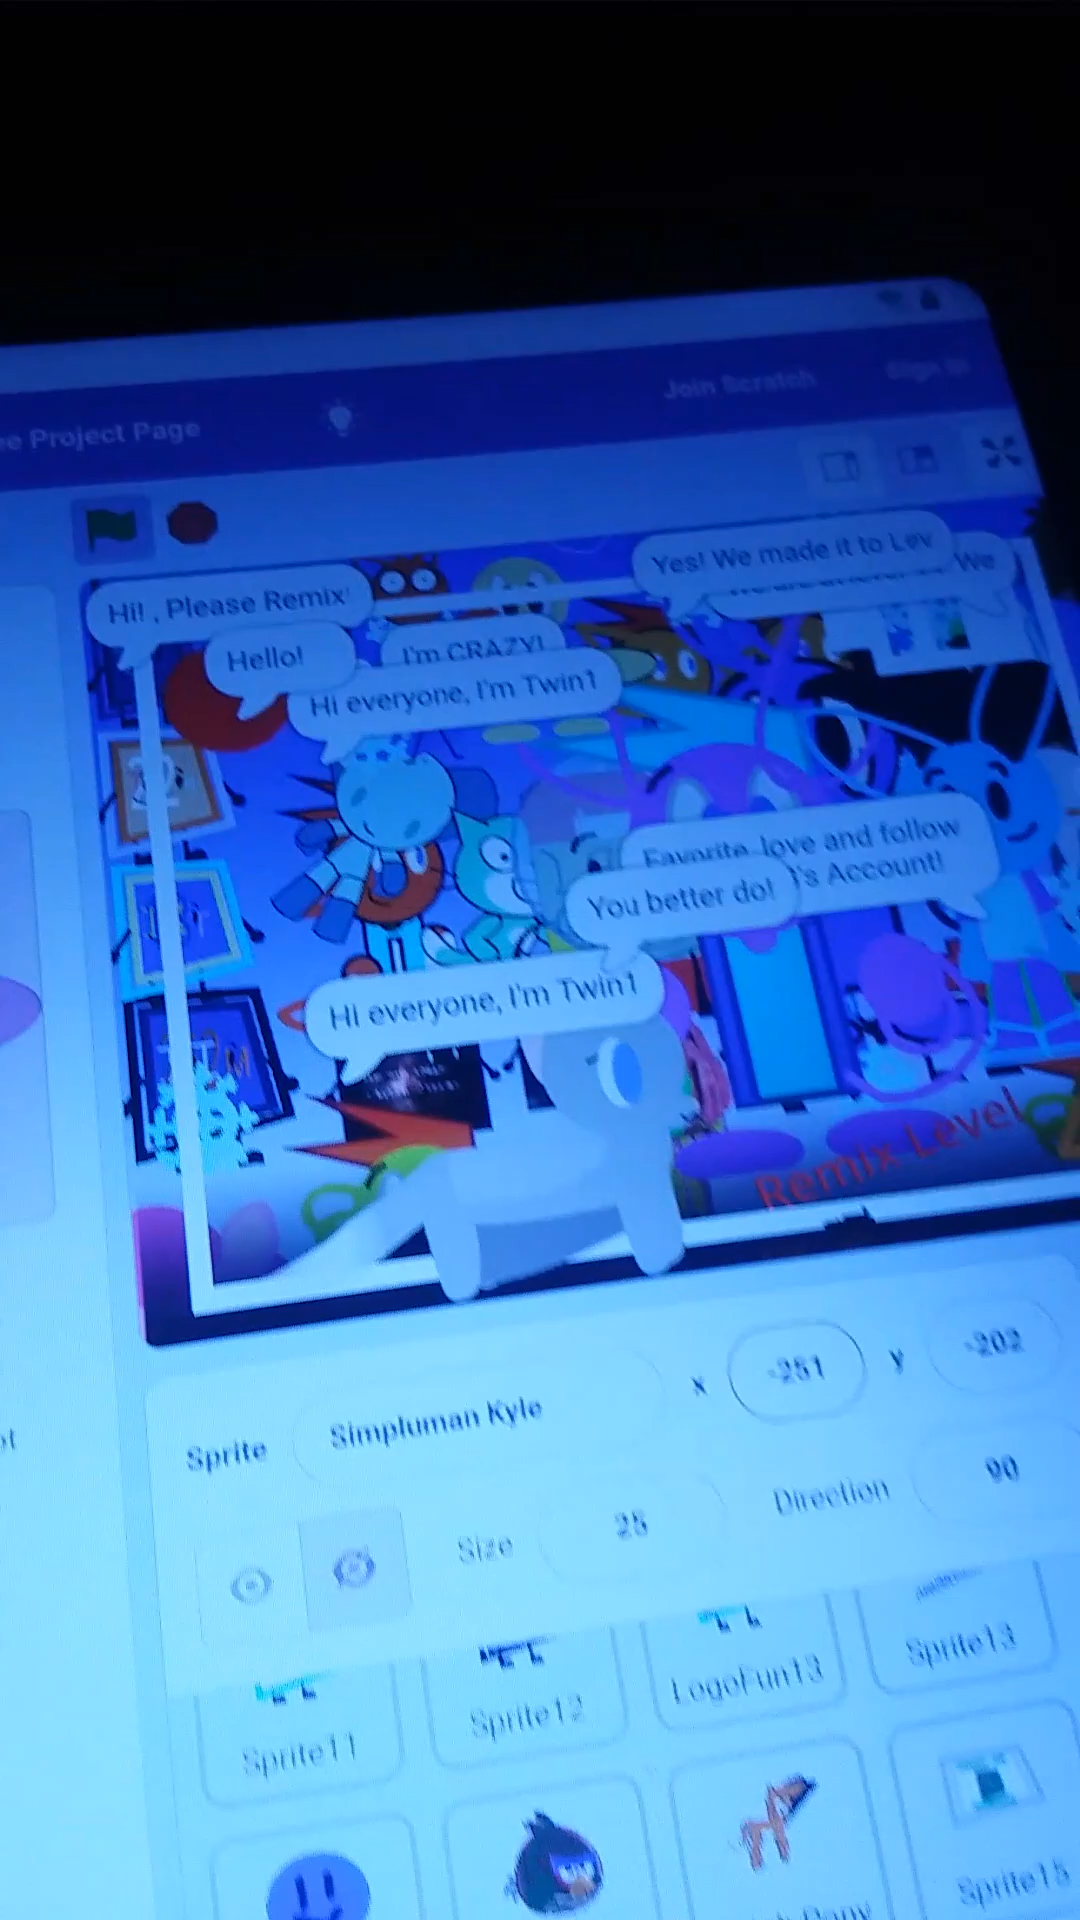 ee Project Page
Join Scratch
Sign in
Hi! , Please Remix!
Hello!
I'm CRAZY!
Hi everyone, I'm Twin1
Yes! We made it to Lev
We
Favorite, love and follow
's Account!
You better do!
Hi everyone, I'm Twin1
Remix Level
Sprite
Simpluman Kyle
x
-251
y
-202
Size
25
Direction
90
Sprite11
Sprite12
LogoFun13
Sprite13
Sprite15